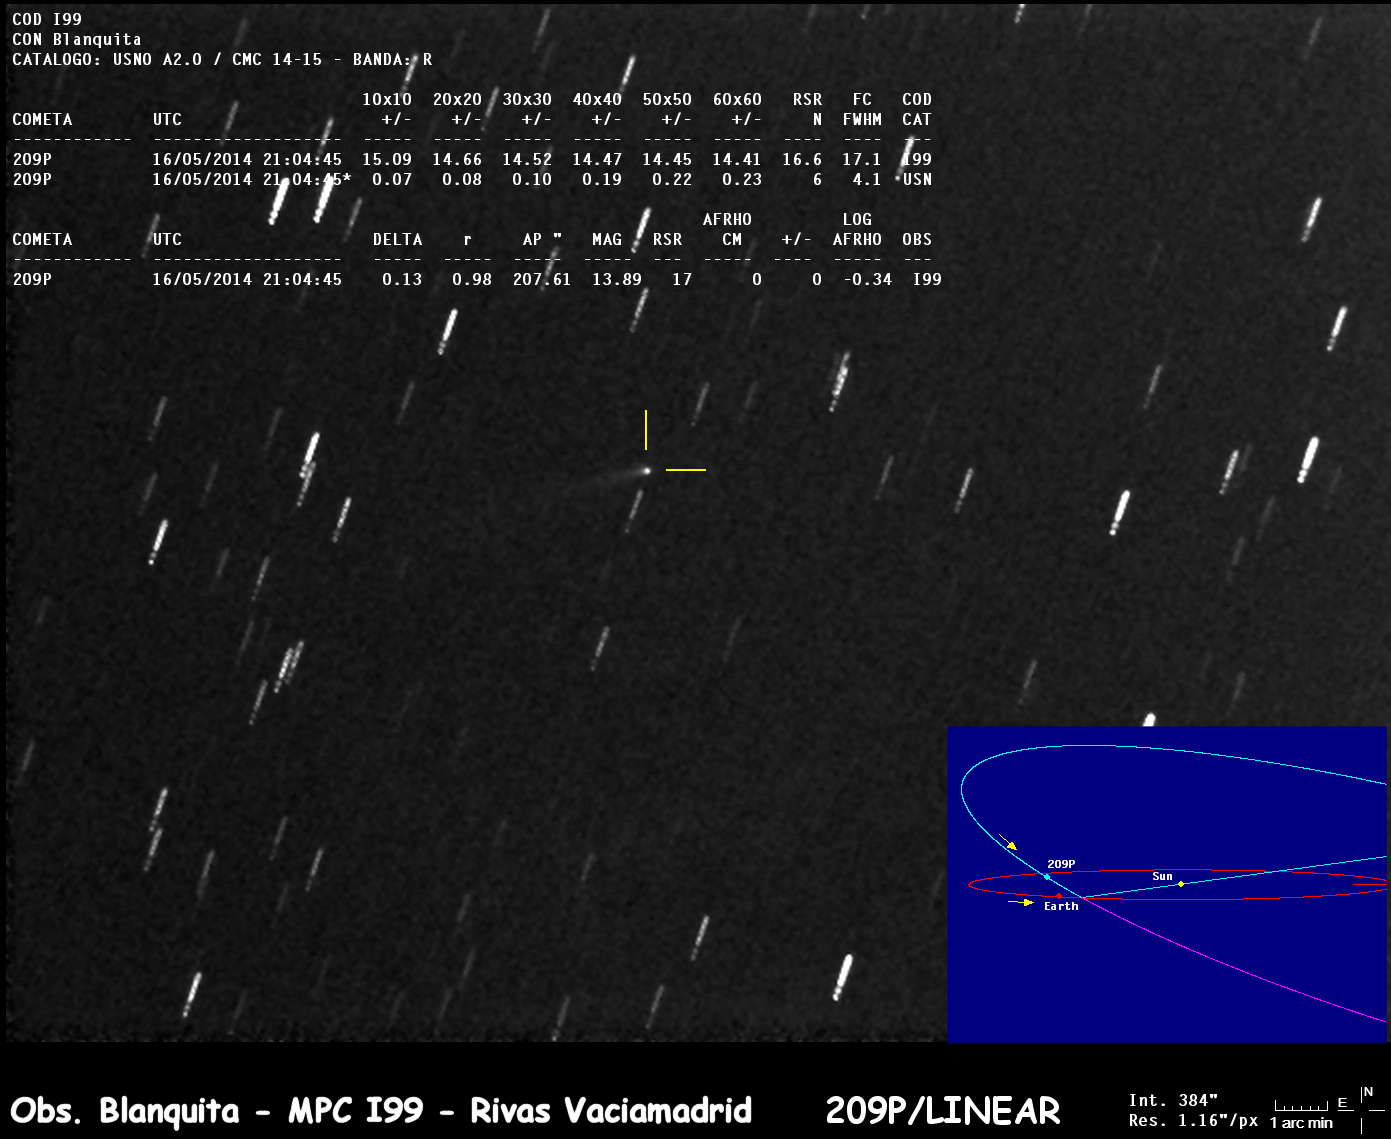 COD I99
CON Blanquita
CATALOGO: USNO A2.0 / CMC 14-15 - BANDA: R
10x10 20x20 30x30 40x40 50x50 60x60 RSR FC COD
COMETA UTC +/- +/- +/- +/- +/- +/- N FWHM CAT
------------ ------------------- ----- ----- ----- ----- ----- ----- ---- ---- ---
209P 16/05/2014 21:04:45 15.09 14.66 14.52 14.47 14.45 14.41 16.6 17.1 I99
209P 16/05/2014 21:04:45* 0.07 0.08 0.10 0.19 0.22 0.23 6 4.1 USN
AFRHO LOG
COMETA UTC DELTA r AP " MAG RSR CM +/- AFRHO OBS
------------ ------------------- ----- ----- ----- ----- --- ----- ---- ----- ---
209P 16/05/2014 21:04:45 0.13 0.98 207.61 13.89 17 0 0 -0.34 I99
209P
Sun
Earth
Obs. Blanquita - MPC I99 - Rivas Vaciamadrid
209P/LINEAR
Int. 384"
Res. 1.16"/px
1 arc min
E
N